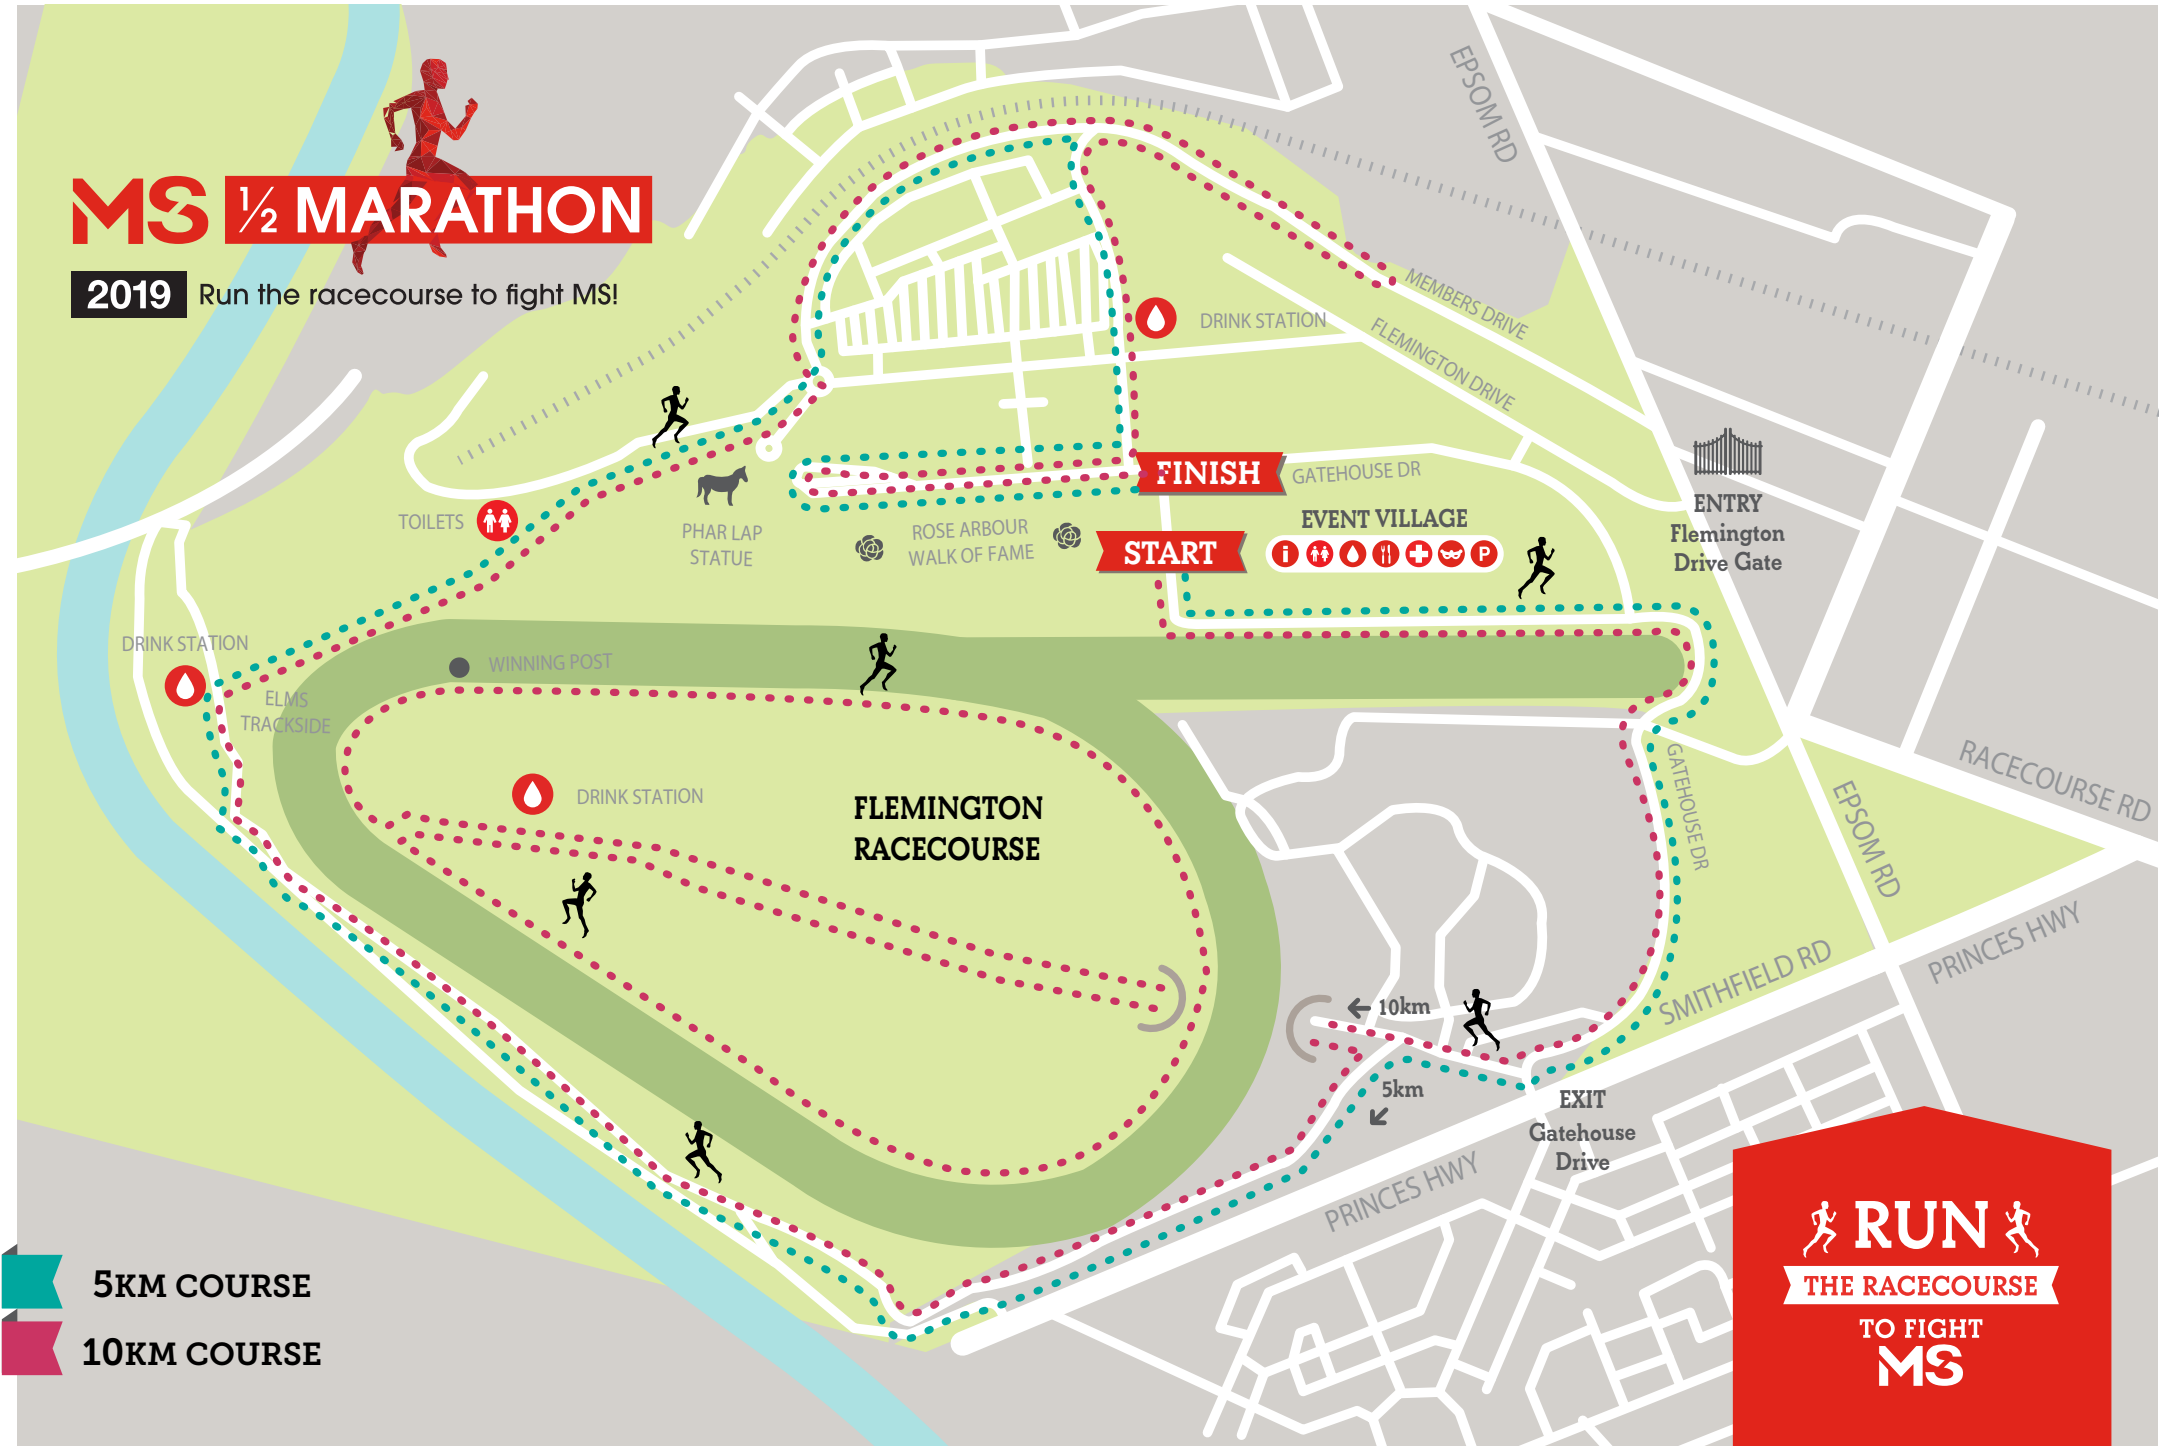 MS ½ MARATHON
2019 Run the racecourse to fight MS!
EPSOM RD
MEMBERS DRIVE
FLEMINGTON DRIVE
DRINK STATION
FINISH
GATEHOUSE DR
ENTRY
Flemington
Drive Gate
TOILETS
PHAR LAP
STATUE
ROSE ARBOUR
WALK OF FAME
START
EVENT VILLAGE
i
P
DRINK STATION
WINNING POST
ELMS
TRACKSIDE
DRINK STATION
FLEMINGTON
RACECOURSE
GATEHOUSE DR
RACECOURSE RD
EPSOM RD
PRINCES HWY
SMITHFIELD RD
10km
5km
EXIT
Gatehouse
Drive
PRINCES HWY
5KM COURSE
10KM COURSE
RUN
THE RACECOURSE
TO FIGHT
MS